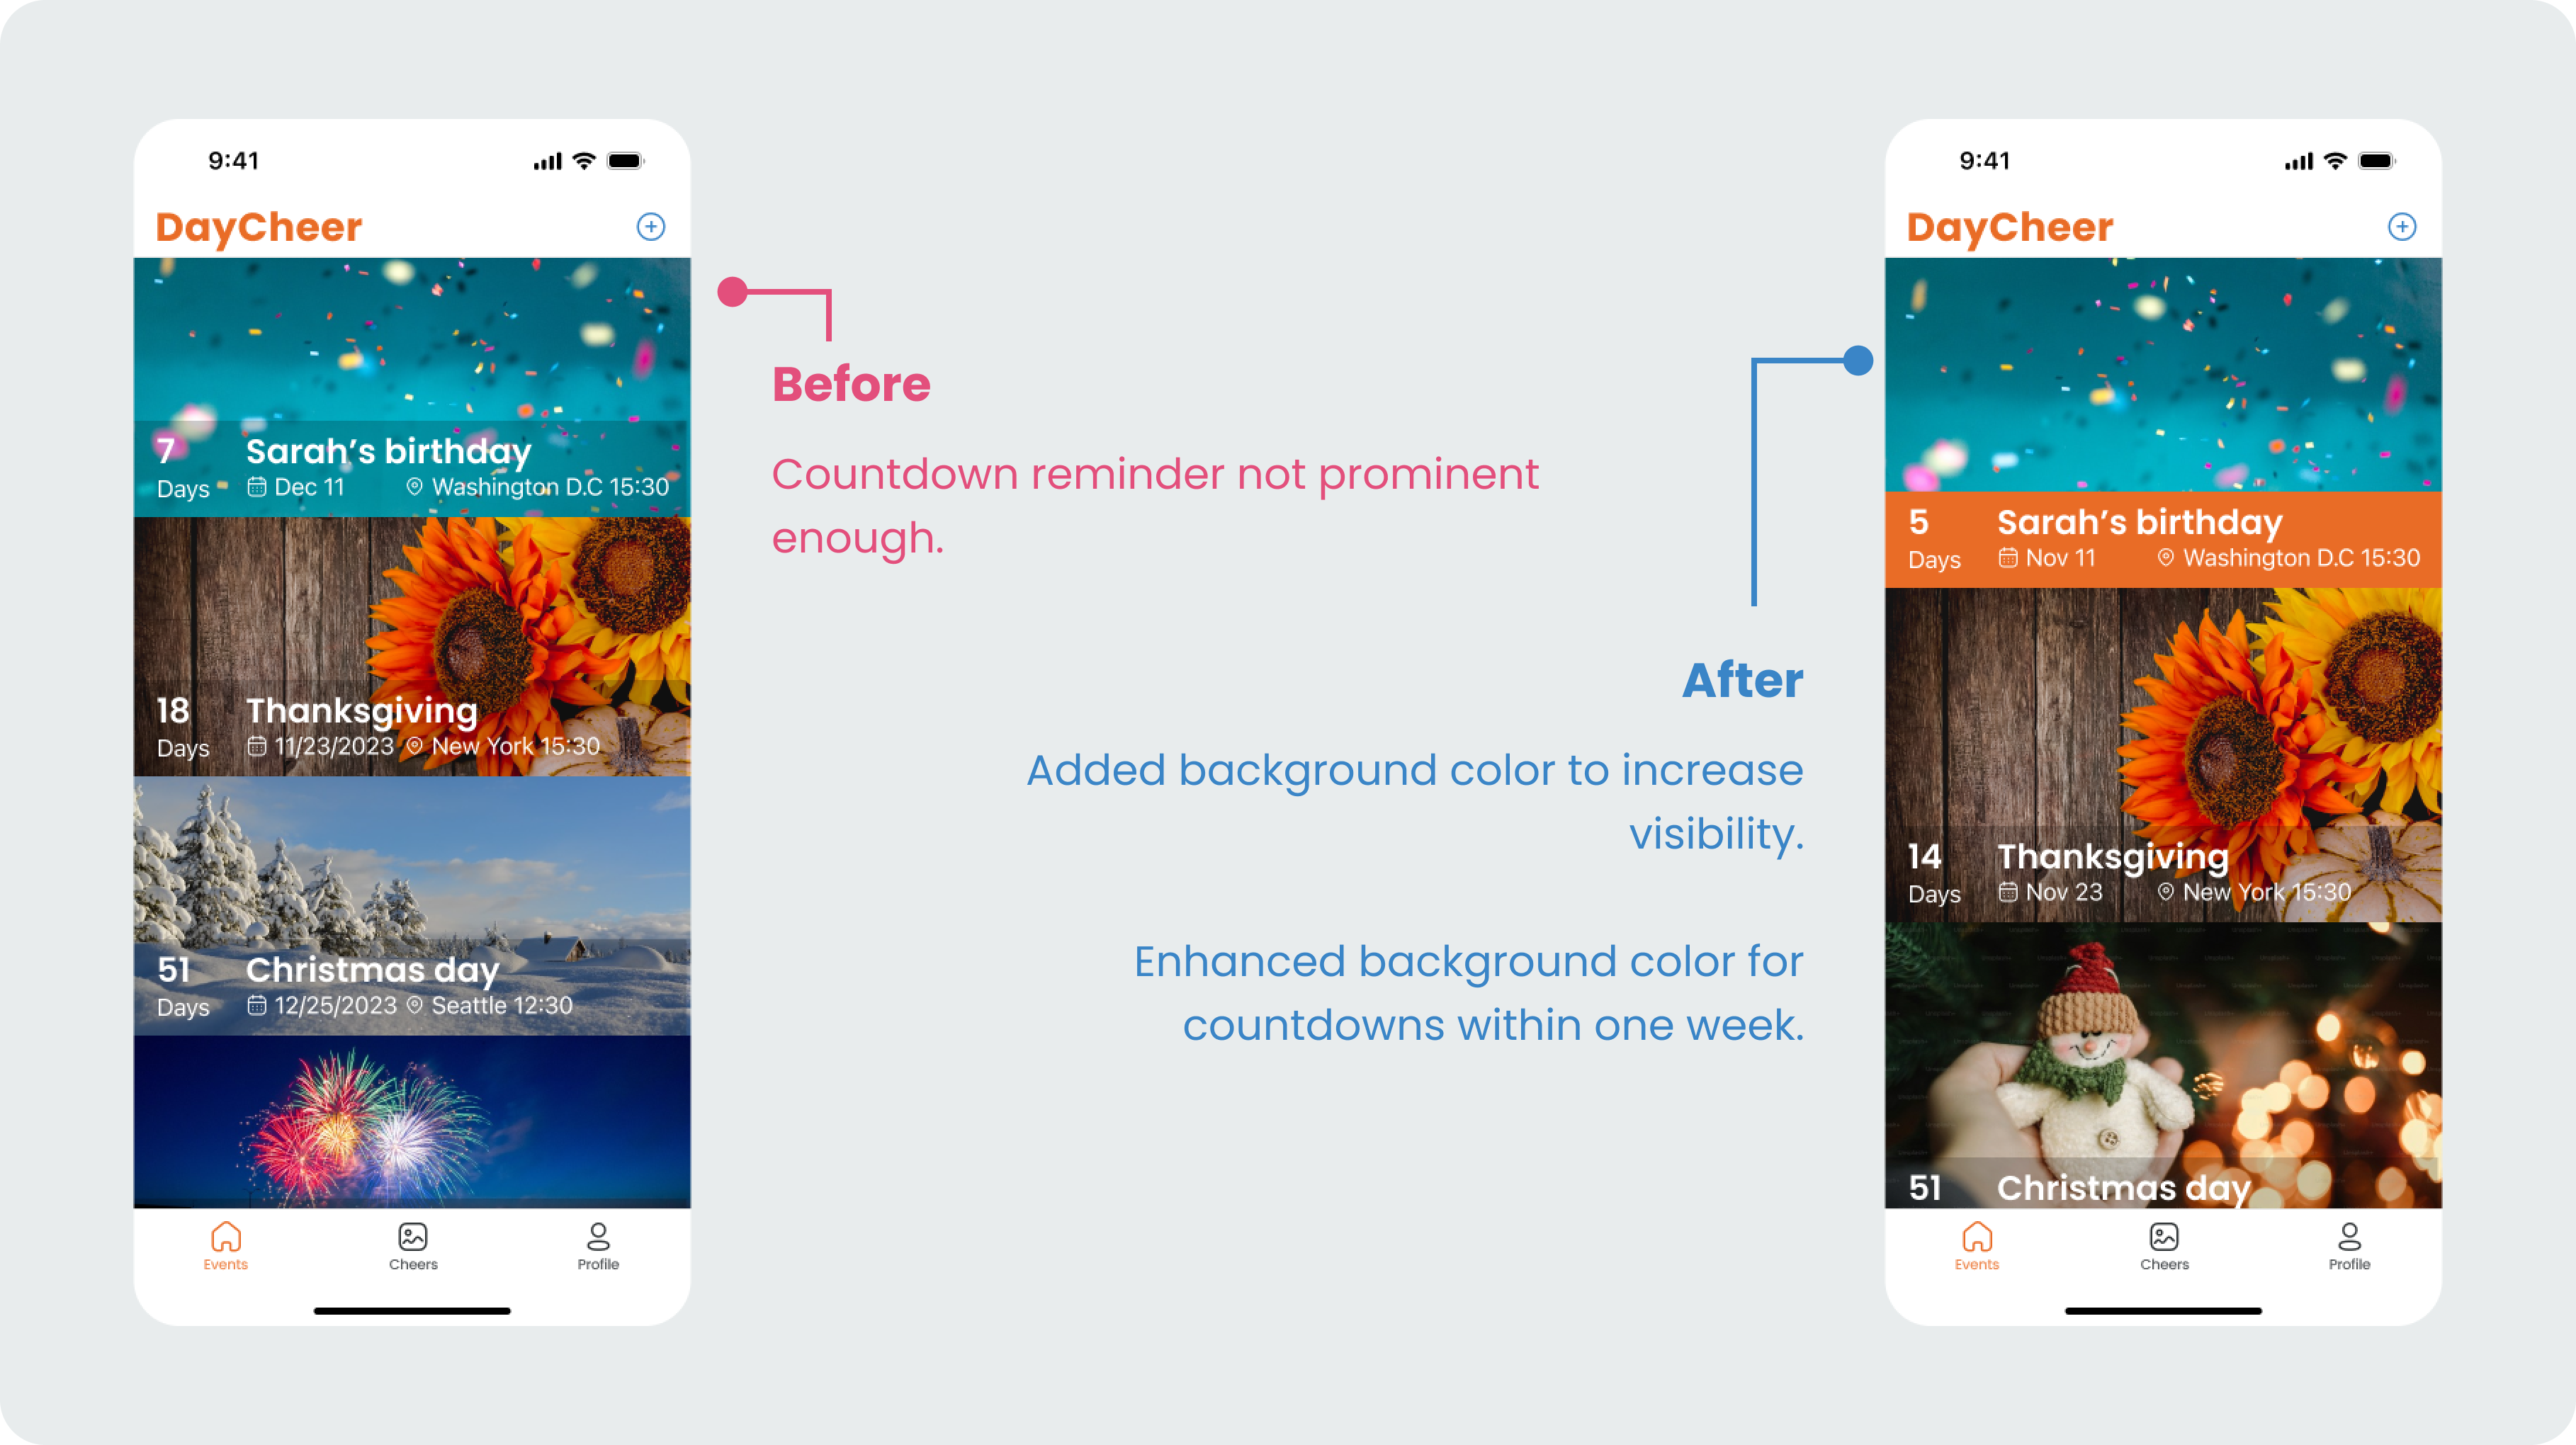 9:41
DayCheer
7 Sarah's birthday
Days Dec 11 Washington D.C 15:30
18 Thanksgiving
Days 11/23/2023 New York 15:30
51 Christmas day
Days 12/25/2023 Seattle 12:30
Events Cheers Profile
Before
Countdown reminder not prominent
enough.
After
Added background color to increase
visibility.
Enhanced background color for
countdowns within one week.
9:41
DayCheer
5 Sarah's birthday
Days Nov 11 Washington D.C 15:30
14 Thanksgiving
Days Nov 23 New York 15:30
51 Christmas day
Events Cheers Profile